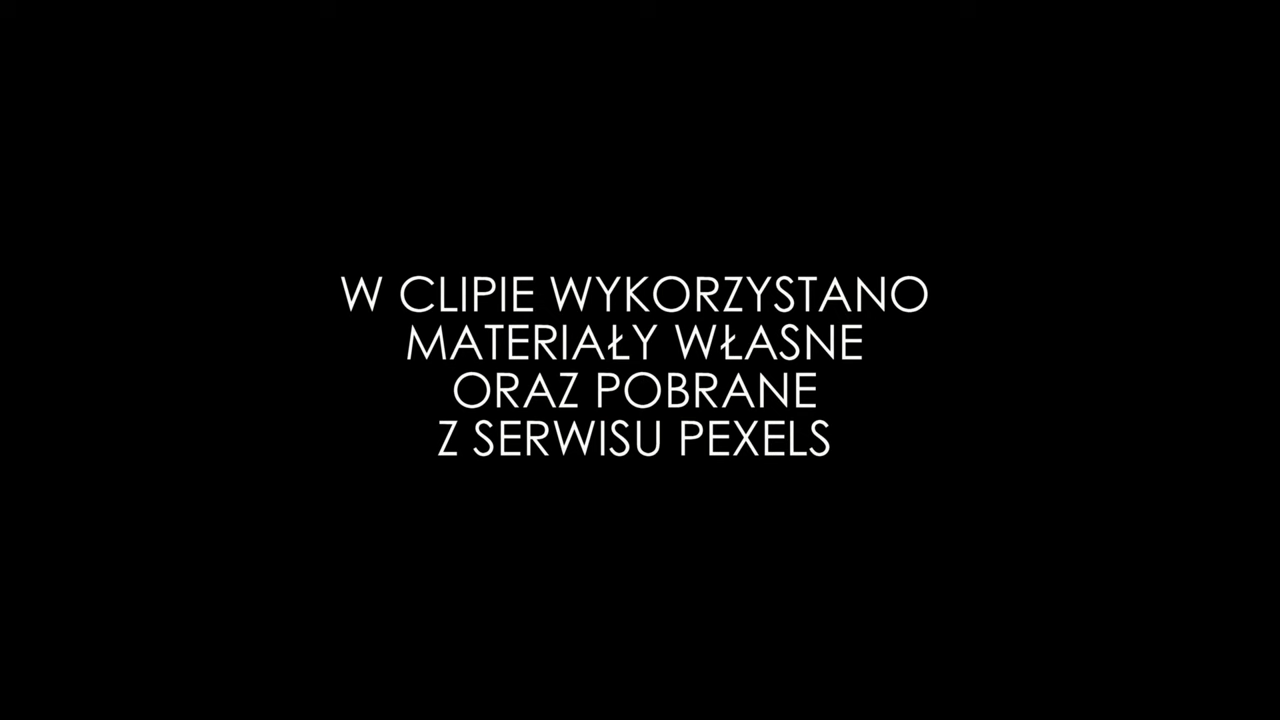 W CLIPIE WYKORZYSTANO
MATERIAŁY WŁASNE
ORAZ POBRANE
Z SERWISU PEXELS